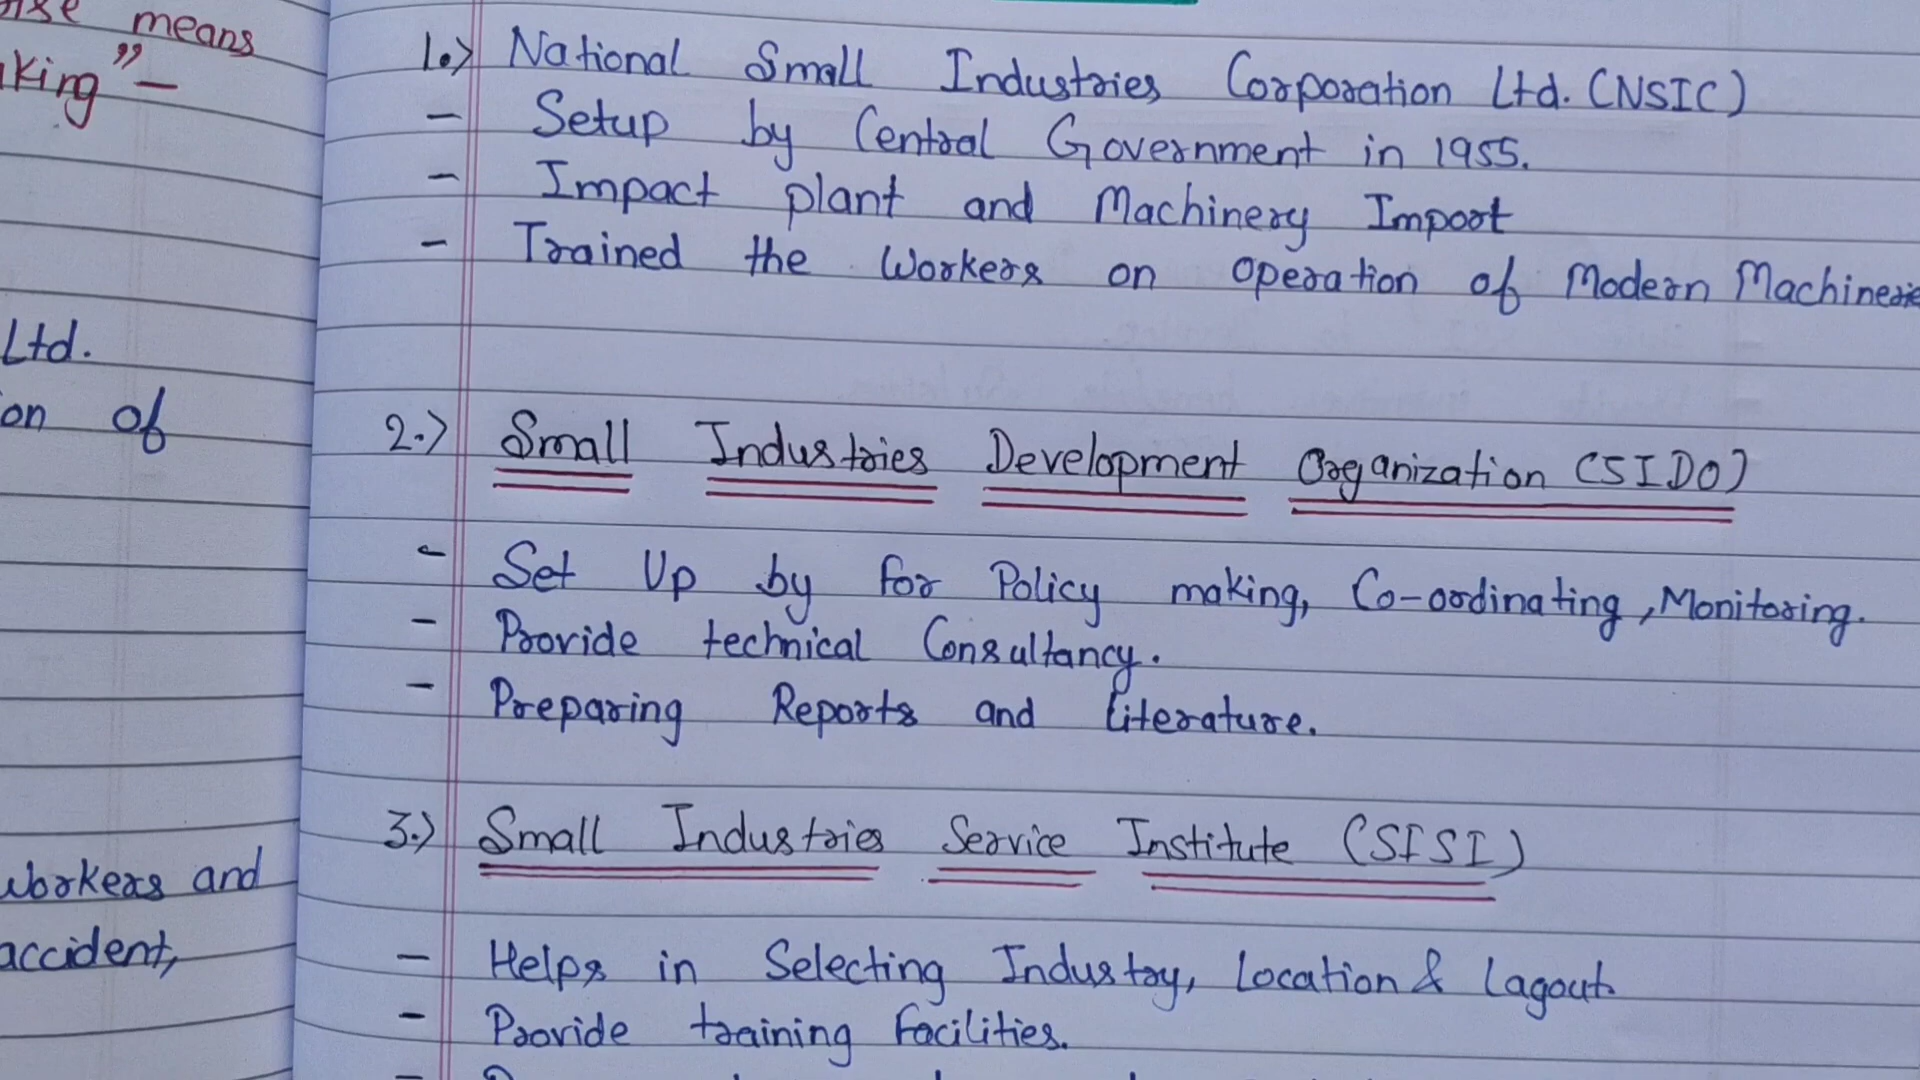 means
"
Ltd.
on of
Workers and
accident,
1.) National Small Industries Corporation Ltd. (NSIC)
- Setup by Central Government in 1955.
- Impact plant and Machinery Import
- Trained the Workers on Operation of Modern
2.) Small Industries Development Organization (SIDO)
- Set Up by for Policy making, Co-ordinating, Monitoring.
- Provide technical Consultancy.
- Preparing Reports and Literature.
3.) Small Industries Service Institute (SISI)
- Helps in Selecting Industry, Location & Lagout.
- Provide training Facilities.